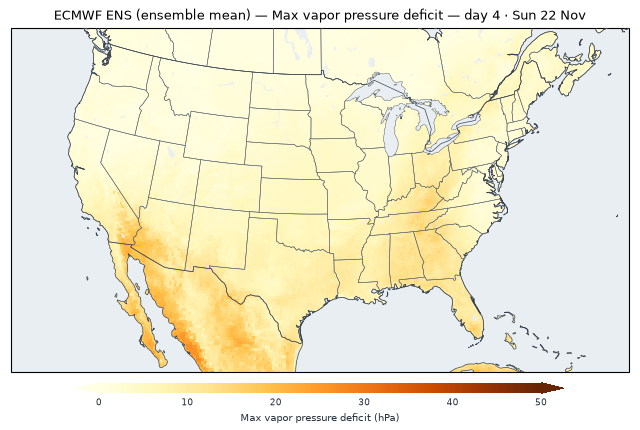 ECMWF ENS (ensemble mean) — Max vapor pressure deficit — day 4 · Sun 22 Nov
0 10 20 30 40 50
Max vapor pressure deficit (hPa)